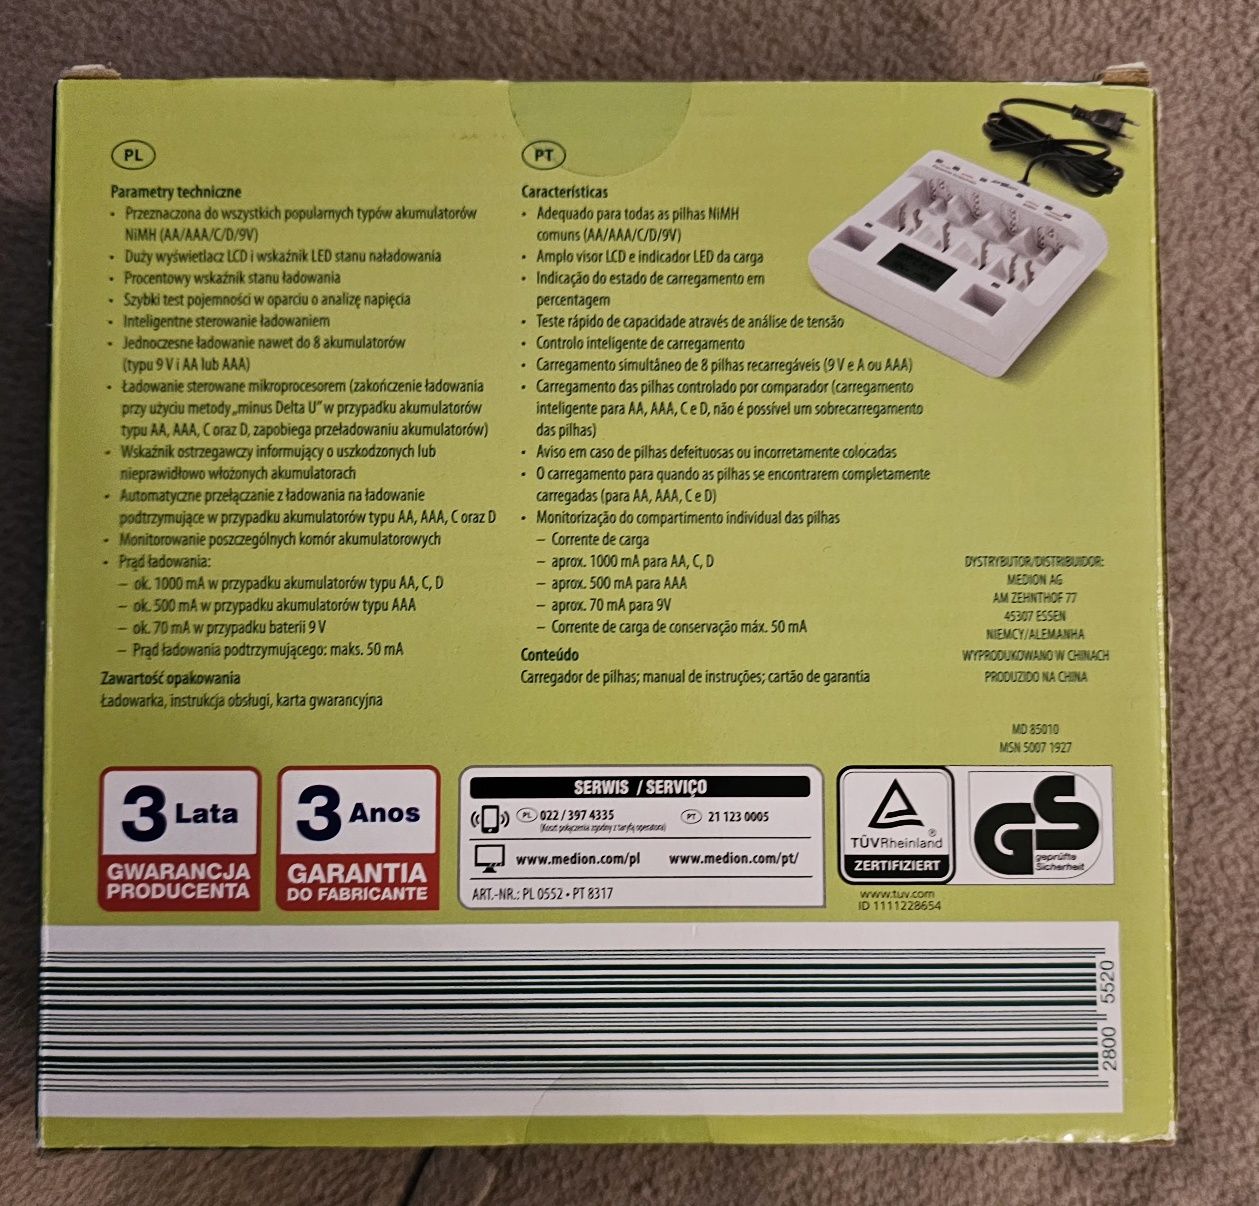 PL
Parametry techniczne
• Przeznaczona do wszystkich popularnych typów akumulatorów
NiMH (AA/AAA/C/D/9V)
• Duży wyświetlacz LCD i wskaźnik LED stanu naładowania
• Procentowy wskaźnik stanu ładowania
• Szybki test pojemności w oparciu o analizę napięcia
• Inteligentne sterowanie ładowaniem
• Jednoczesne ładowanie nawet do 8 akumulatorów
(typu 9 V i AA lub AAA)
• Ładowanie sterowane mikroprocesorem (zakończenie ładowania
przy użyciu metody „minus Delta U” w przypadku akumulatorów
typu AA, AAA, C oraz D, zapobiega przeładowaniu akumulatorów)
• Wskaźnik ostrzegawczy informujący o uszkodzonych lub
nieprawidłowo włożonych akumulatorach
• Automatyczne przełączanie z ładowania na ładowanie
podtrzymujące w przypadku akumulatorów typu AA, AAA, C oraz D
• Monitorowanie poszczególnych komór akumulatorowych
• Prąd ładowania:
– ok. 1000 mA w przypadku akumulatorów typu AA, C, D
– ok. 500 mA w przypadku akumulatorów typu AAA
– ok. 70 mA w przypadku baterii 9 V
– Prąd ładowania podtrzymującego: maks. 50 mA
Zawartość opakowania
Ładowarka, instrukcja obsługi, karta gwarancyjna
PT
Características
• Adequado para todas as pilhas NiMH
comuns (AA/AAA/C/D/9V)
• Amplo visor LCD e indicador LED da carga
• Indicação do estado de carregamento em
percentagem
• Teste rápido de capacidade através de análise de tensão
• Controlo inteligente de carregamento
• Carregamento simultâneo de 8 pilhas recarregáveis (9 V e A ou AAA)
• Carregamento das pilhas controlado por comparador (carregamento
inteligente para AA, AAA, C e D, não é possível um sobrecarregamento
das pilhas)
• Aviso em caso de pilhas defeituosas ou incorretamente colocadas
• O carregamento para quando as pilhas se encontrarem completamente
carregadas (para AA, AAA, C e D)
• Monitorização do compartimento individual das pilhas
– Corrente de carga
– aprox. 1000 mA para AA, C, D
– aprox. 500 mA para AAA
– aprox. 70 mA para 9V
– Corrente de carga de conservação máx. 50 mA
Conteúdo
Carregador de pilhas; manual de instruções; cartão de garantia
DYSTRYBUTOR/DISTRIBUIDOR:
MEDION AG
AM ZEHNTHOF 77
45307 ESSEN
NIEMCY/ALEMANHA
WYPRODUKOWANO W CHINACH
PRODUZIDO NA CHINA
MD 85010
MSN 5007 1927
3 Lata
GWARANCJA
PRODUCENTA
3 Anos
GARANTIA
DO FABRICANTE
SERWIS / SERVIÇO
PL 022 / 397 4335
(Koszt połączenia zgodny z taryfą operatora)
PT 21 123 0005
www.medion.com/pl www.medion.com/pt/
ART.-NR.: PL 0552 • PT 8317
TÜVRheinland ®
ZERTIFIZIERT
www.tuv.com
ID 1111228654
GS
geprüfte
Sicherheit
2800 5520